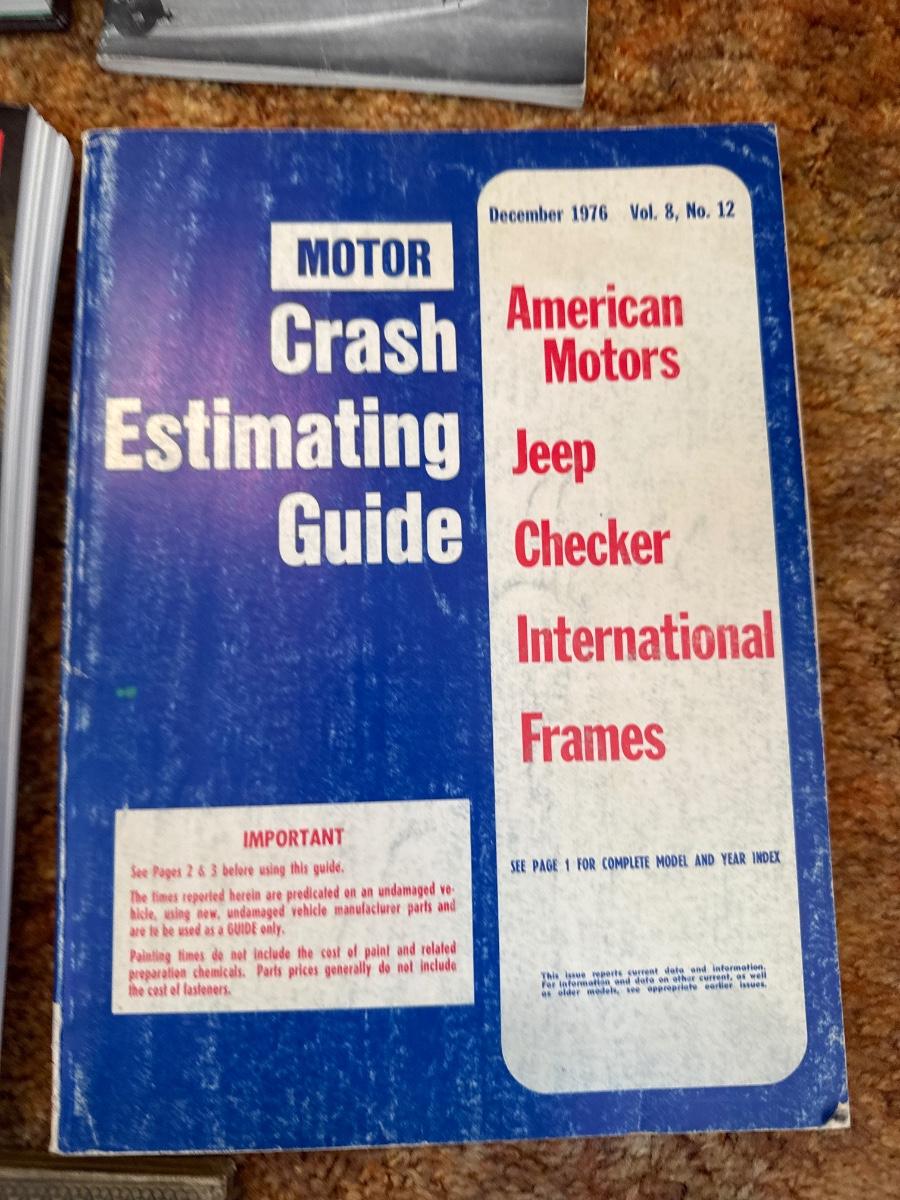 MOTOR
Crash
Estimating
Guide
December 1976 Vol. 8, No. 12
American
Motors
Jeep
Checker
International
Frames
SEE PAGE 1 FOR COMPLETE MODEL AND YEAR INDEX
This issue reports current data and information.
For information and data on other current, as well
as older models, see appropriate earlier issues.
IMPORTANT
See Pages 2 & 3 before using this guide.
The times reported herein are predicated on an undamaged ve-
hicle, using new, undamaged vehicle manufacturer parts and
are to be used as a GUIDE only.
Painting times do not include the cost of paint and related
preparation chemicals. Parts prices generally do not include
the cost of fasteners.